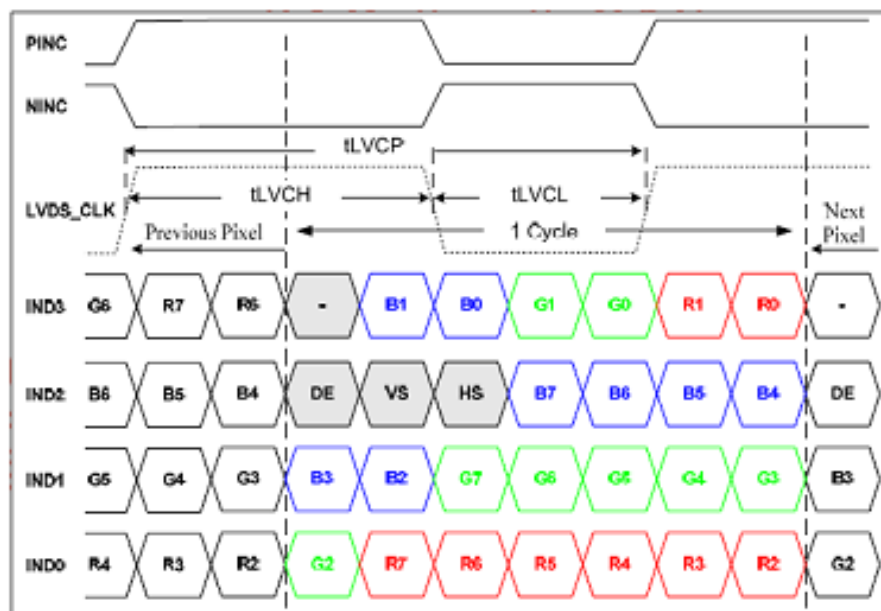 PINC
NINC
tLVCP
tLVCH tLVCL
LVDS_CLK
Previous Pixel 1 Cycle Next Pixel
IND3 G6 R7 R6 - B1 B0 G1 G0 R1 R0 -
IND2 B6 B5 B4 DE VS HS B7 B6 B5 B4 DE
IND1 G5 G4 G3 B3 B2 G7 G6 G5 G4 G3 B3
IND0 R4 R3 R2 G2 R7 R6 R5 R4 R3 R2 G2